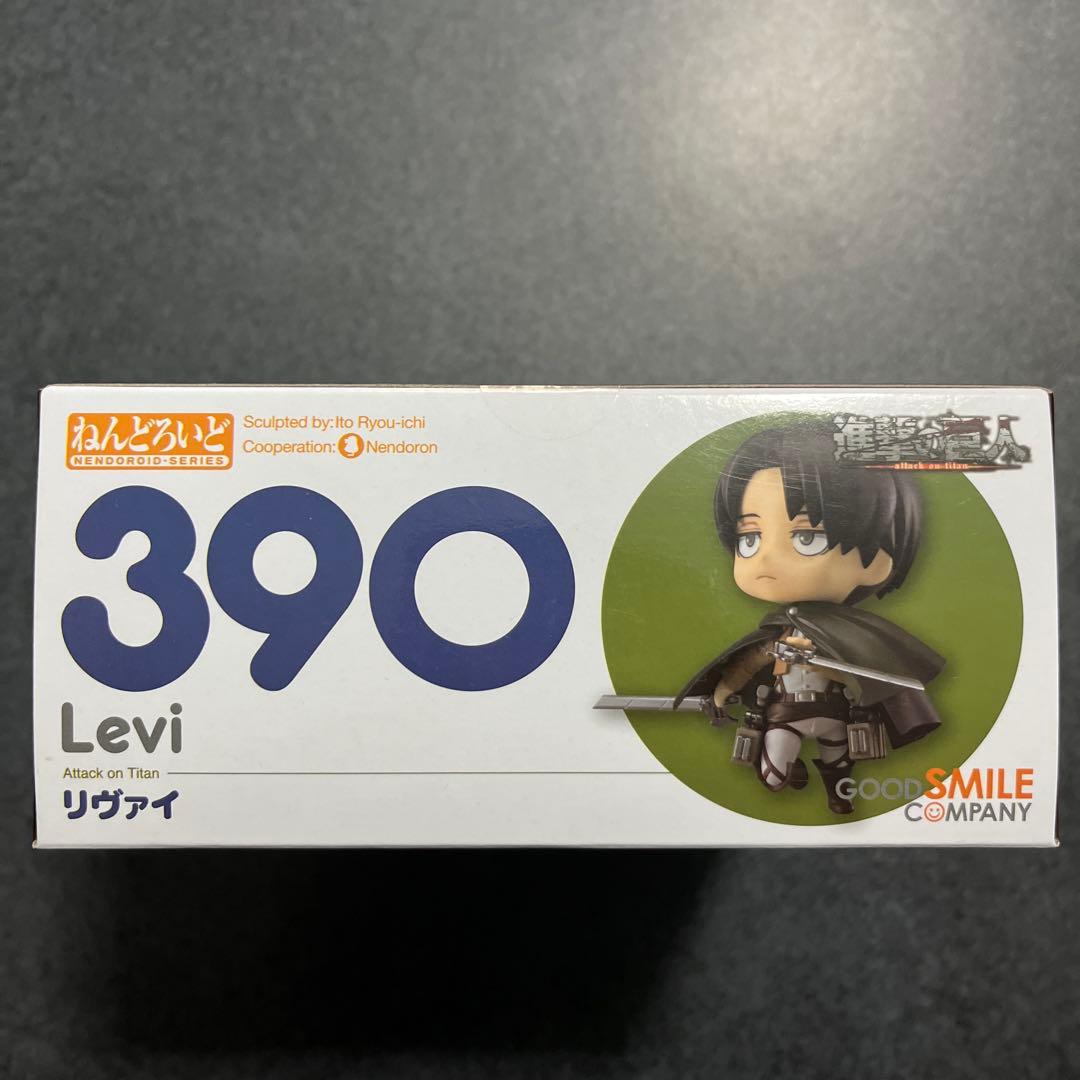 ねんどろいど
NENDOROID-SERIES
Sculpted by:Ito Ryou-ichi
Cooperation: Nendoron
進撃の巨人
attack on titan
390
Levi
Attack on Titan
リヴァイ
GOOD SMILE
COMPANY